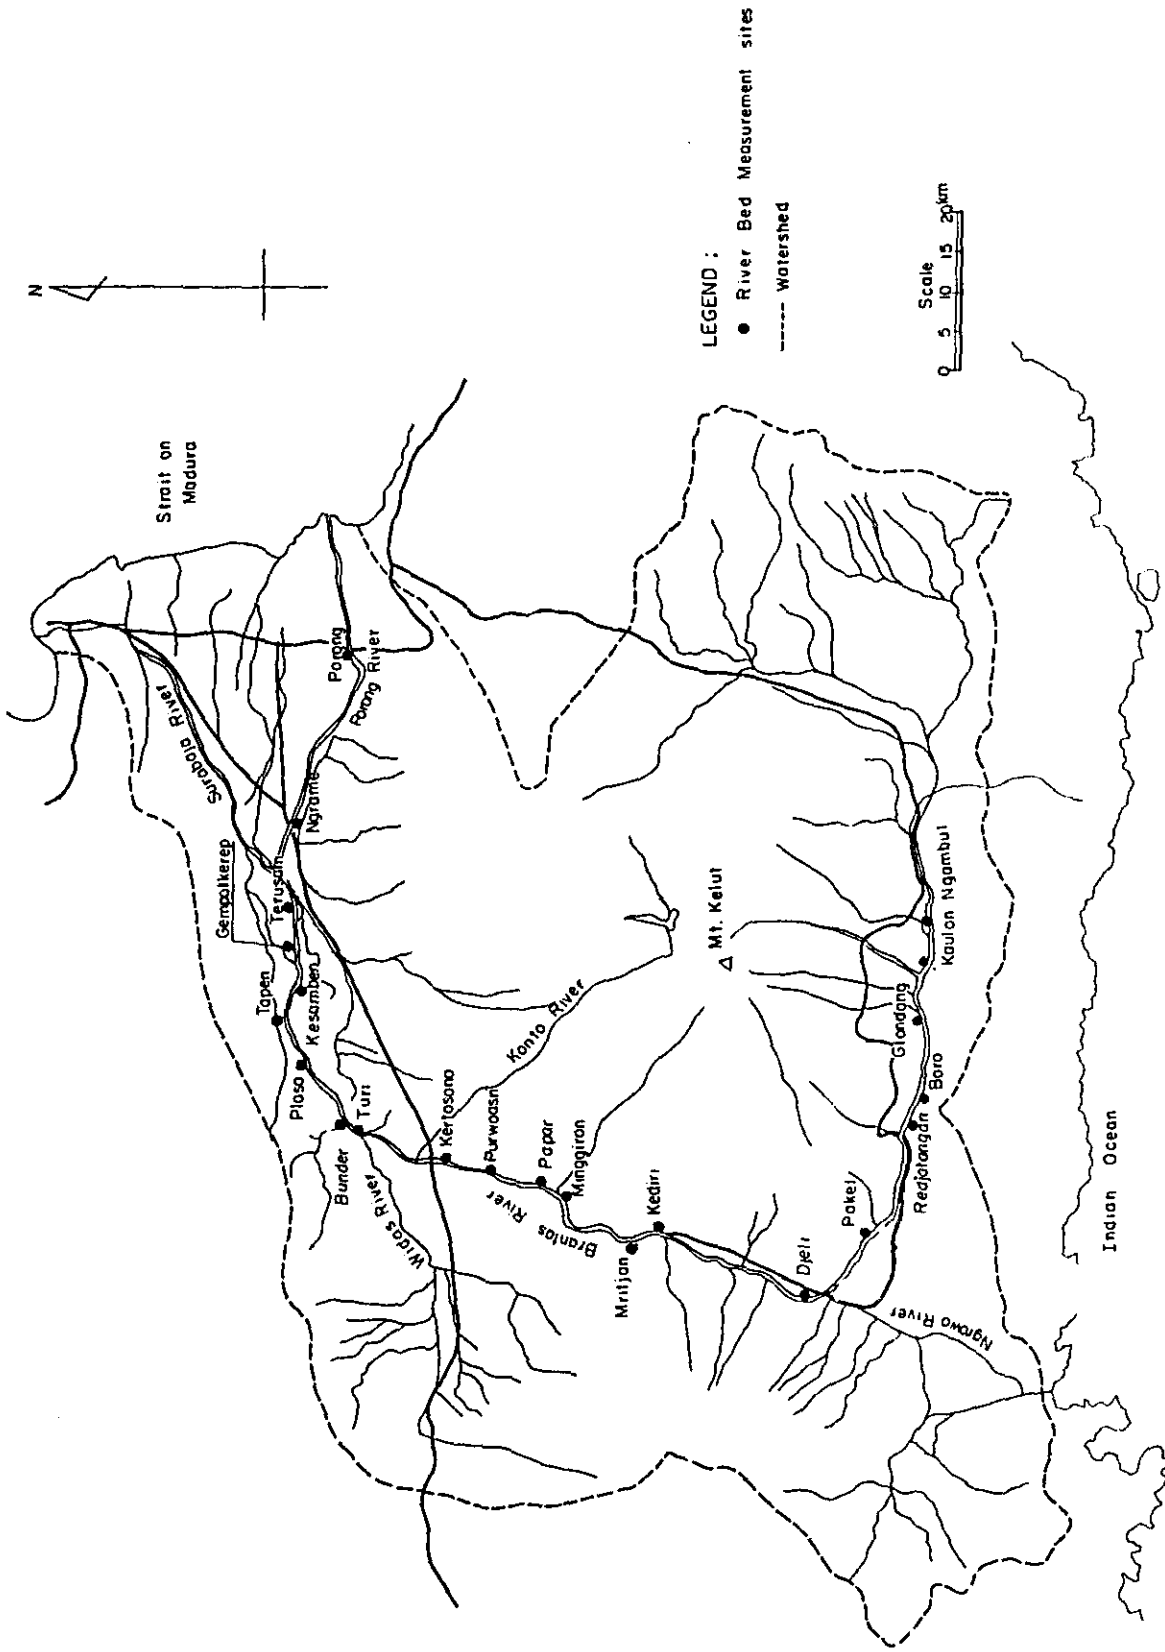 N
Strait on
Madura
Surabaja River
Porong
Porong River
Ngrame
Terusan
Gempolkerep
Tapen
Kesamben
Ploso
Turi
Bunder
Widas River
Kertosono
Konto River
Purwoasri
Papar
Minggiran
Brantas River
Kediri
Mritjan
Mt. Kelut
Djeli
Pakel
Ngrowo River
Redjotangan
Boro
Glondong
Kaulon Ngambul
Indian Ocean
LEGEND :
● River Bed Measurement sites
---- Watershed
Scale
0 5 10 15 20km